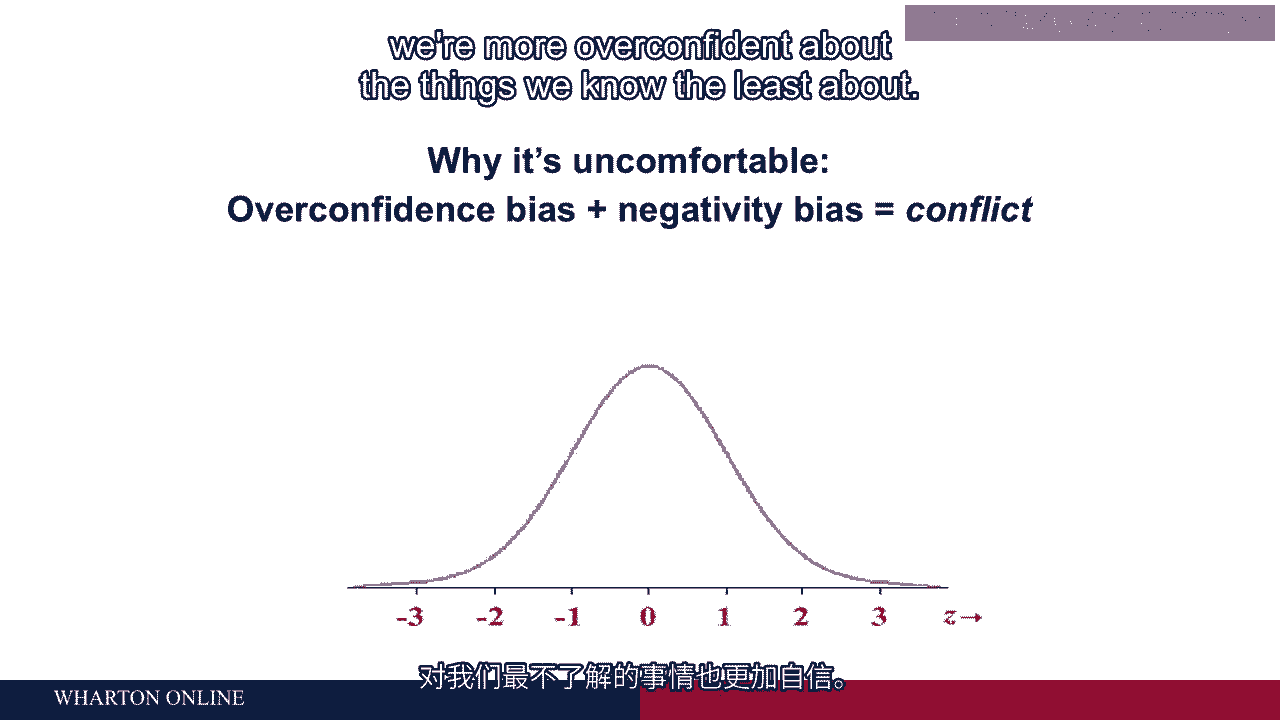 we're more overconfident about
the things we know the least about.
Why it's uncomfortable:
Overconfidence bias + negativity bias = conflict
-3 -2 -1 0 1 2 3 z→
对我们最不了解的事情也更加自信。
WHARTON ONLINE